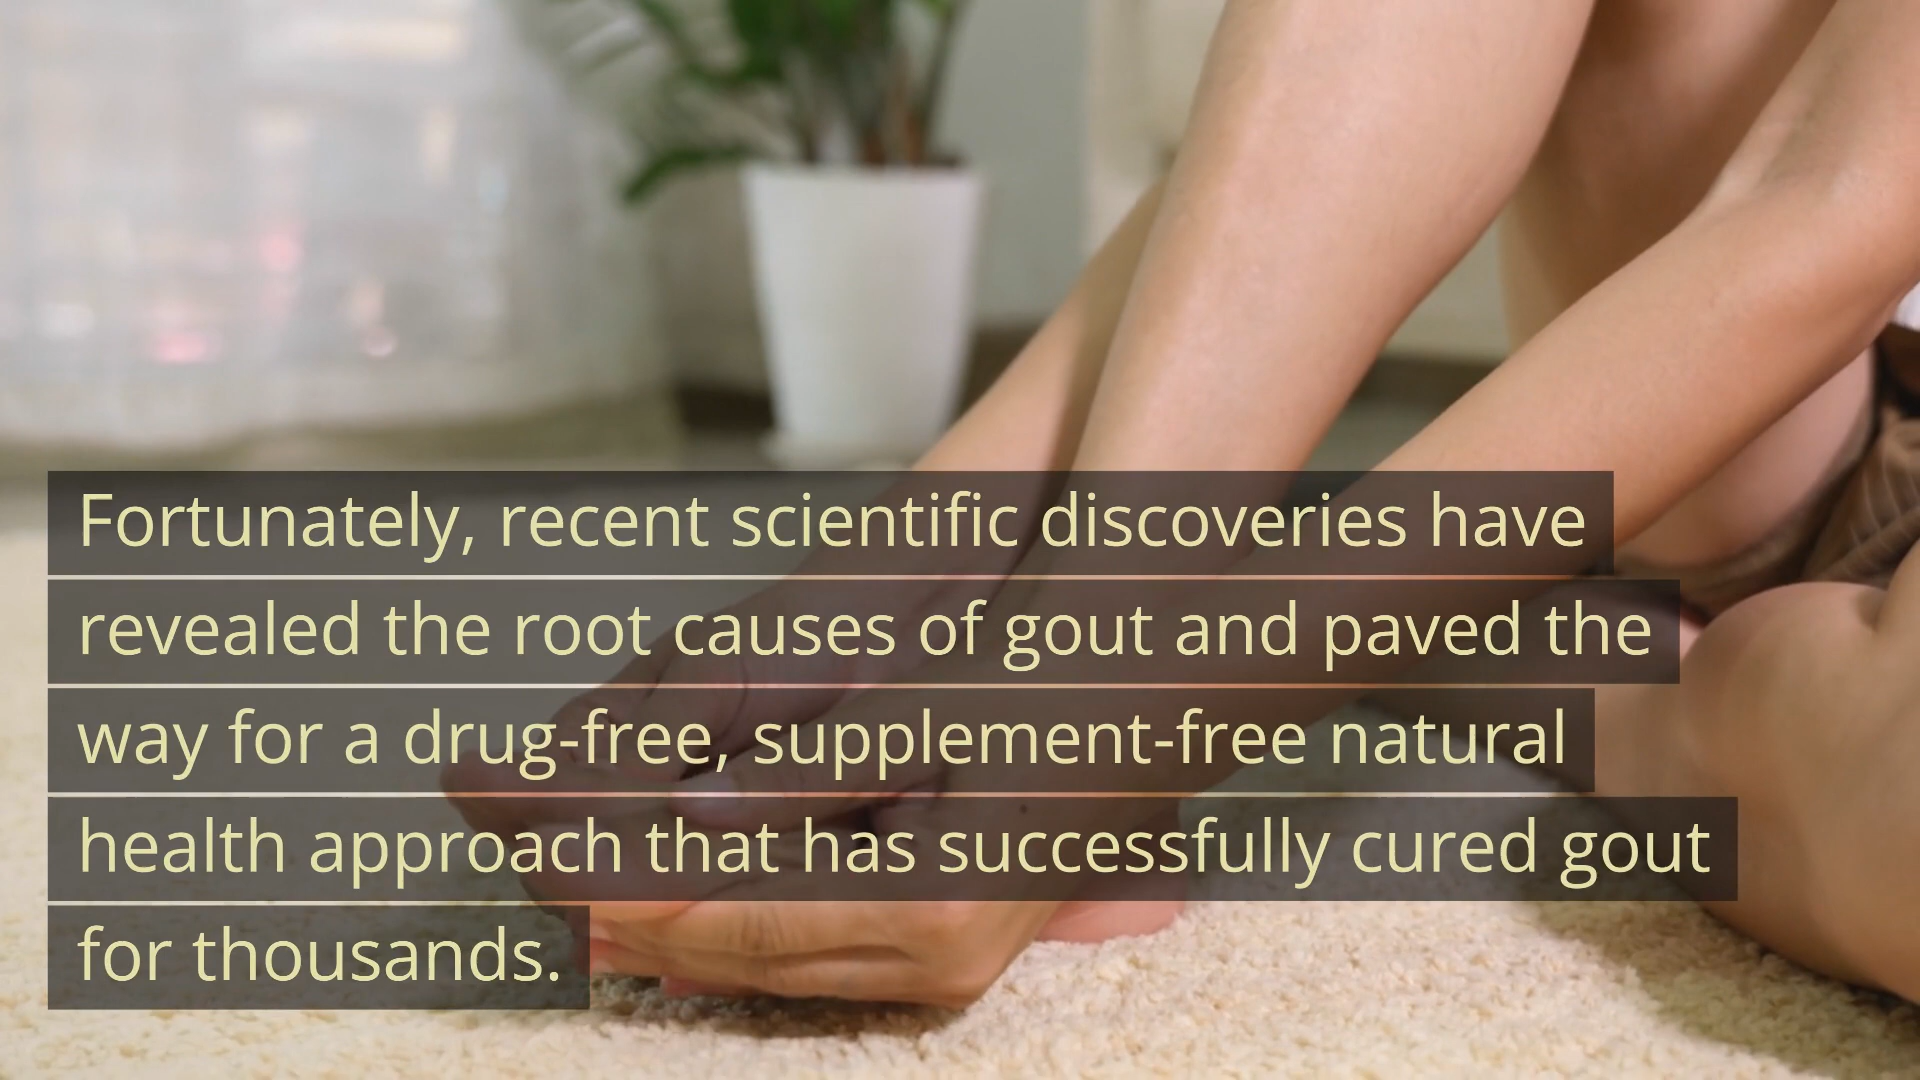 Fortunately, recent scientific discoveries have
revealed the root causes of gout and paved the
way for a drug-free, supplement-free natural
health approach that has successfully cured gout
for thousands.